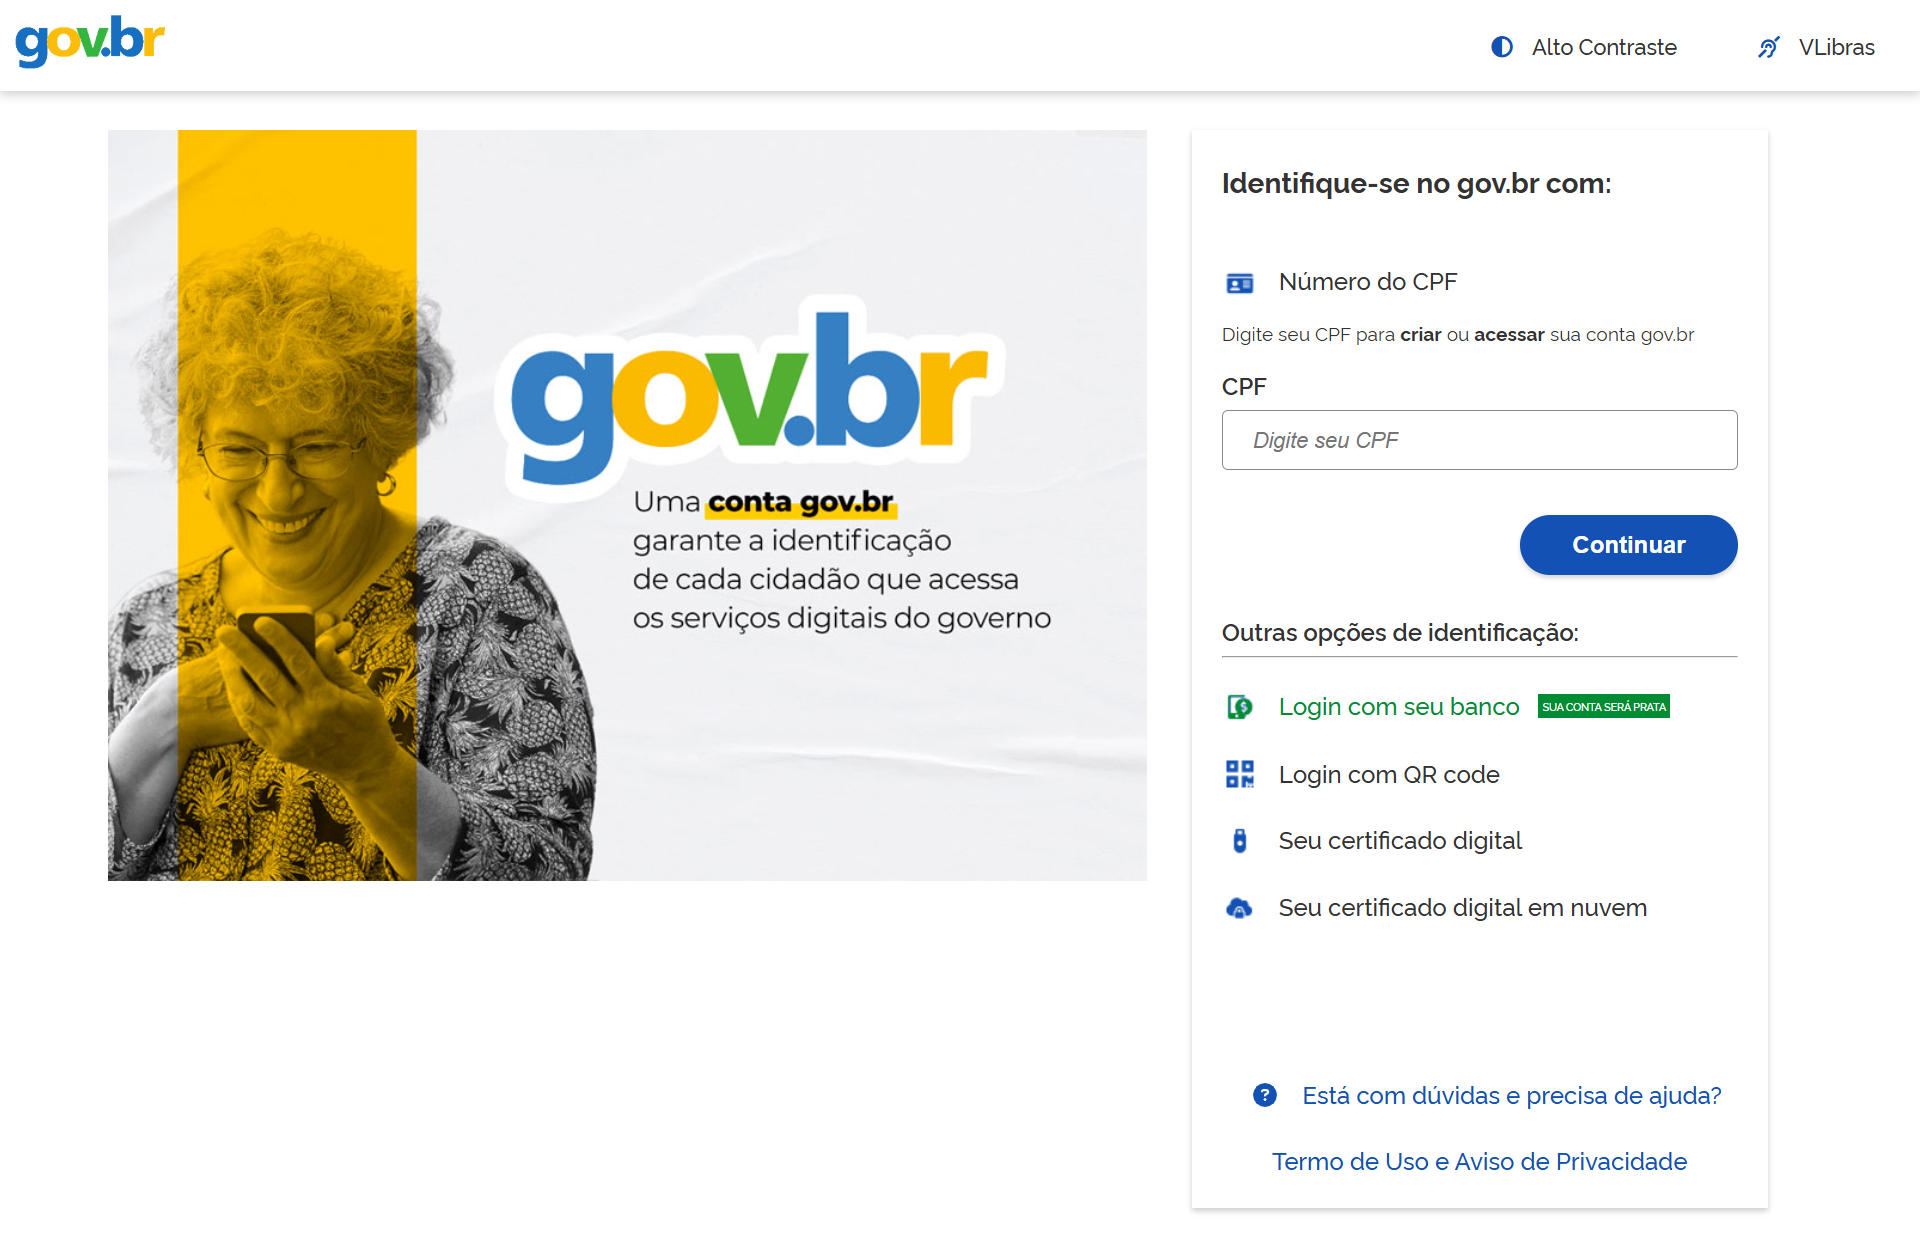 gov.br
Alto Contraste
VLibras
gov.br
Uma conta gov.br
garante a identificação
de cada cidadão que acessa
os serviços digitais do governo
Identifique-se no gov.br com:
Número do CPF
Digite seu CPF para criar ou acessar sua conta gov.br
CPF
Digite seu CPF
Continuar
Outras opções de identificação:
Login com seu banco SUA CONTA SERÁ PRATA
Login com QR code
Seu certificado digital
Seu certificado digital em nuvem
Está com dúvidas e precisa de ajuda?
Termo de Uso e Aviso de Privacidade